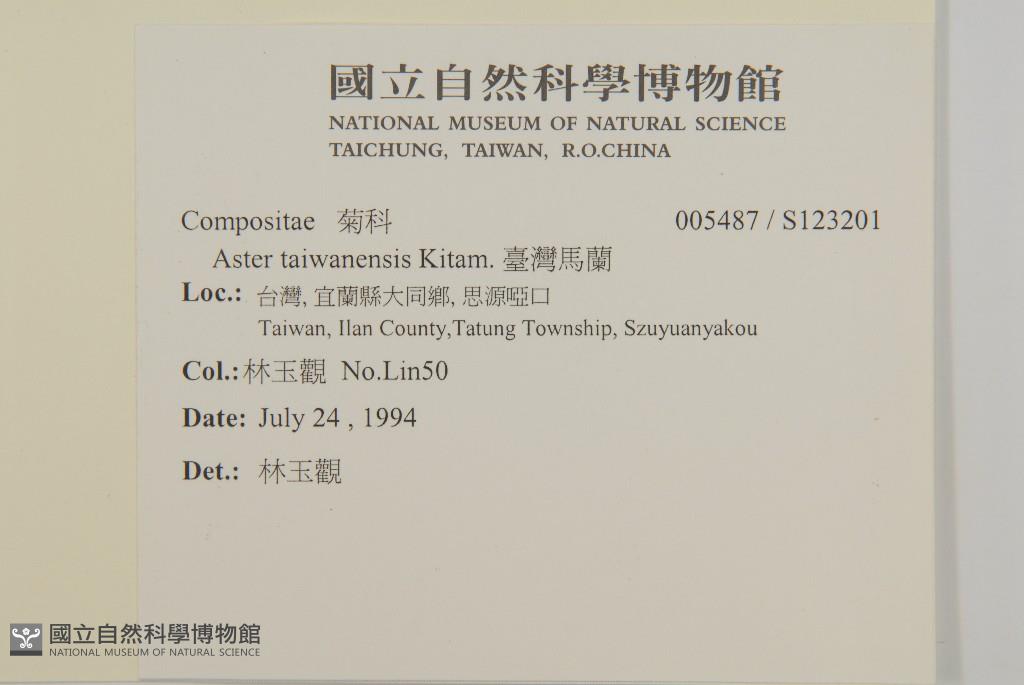 國立自然科學博物館
NATIONAL MUSEUM OF NATURAL SCIENCE
TAICHUNG, TAIWAN, R.O.CHINA
Compositae 菊科 005487 / S123201
Aster taiwanensis Kitam. 臺灣馬蘭
Loc.: 台灣, 宜蘭縣大同鄉, 思源啞口
Taiwan, Ilan County,Tatung Township, Szuyuanyakou
Col.:林玉觀 No.Lin50
Date: July 24 , 1994
Det.: 林玉觀
國立自然科學博物館
NATIONAL MUSEUM OF NATURAL SCIENCE